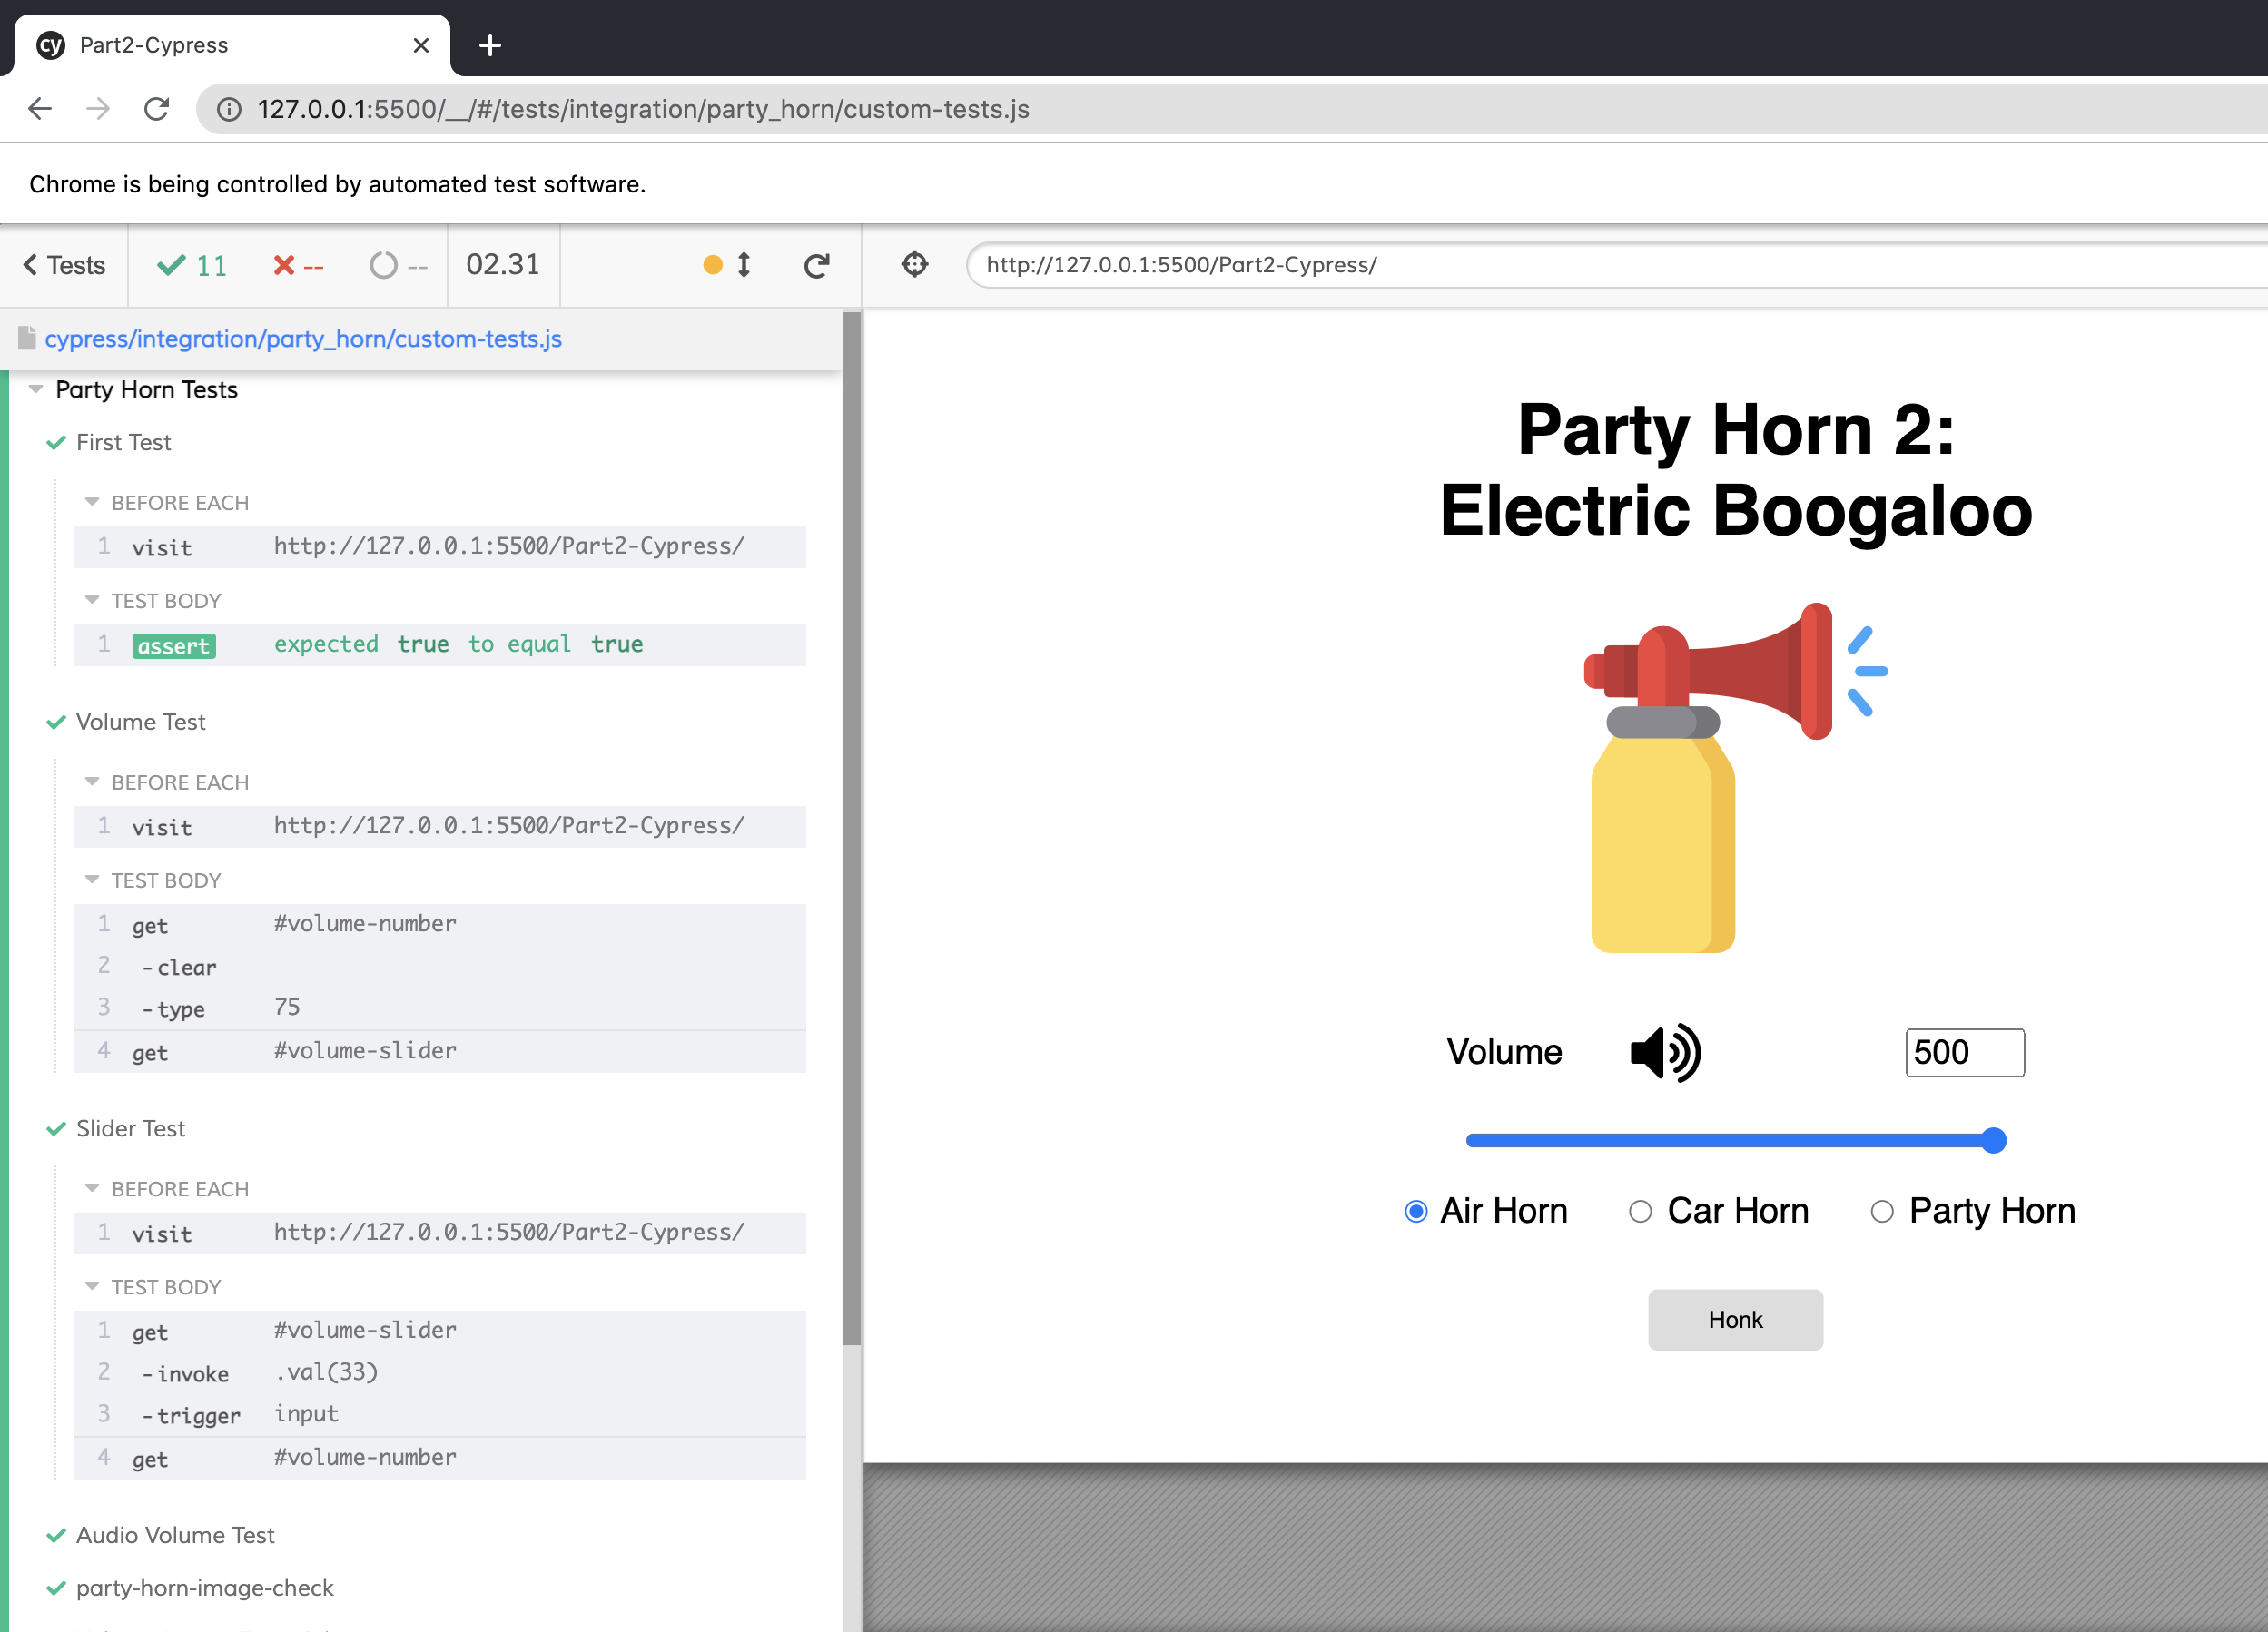 cy Part2-Cypress
127.0.0.1:5500/__/#/tests/integration/party_horn/custom-tests.js
Chrome is being controlled by automated test software.
Tests 11 -- -- 02.31
http://127.0.0.1:5500/Part2-Cypress/
cypress/integration/party_horn/custom-tests.js
Party Horn Tests
First Test
BEFORE EACH
1 visit http://127.0.0.1:5500/Part2-Cypress/
TEST BODY
1 assert expected true to equal true
Volume Test
BEFORE EACH
1 visit http://127.0.0.1:5500/Part2-Cypress/
TEST BODY
1 get #volume-number
2 -clear
3 -type 75
4 get #volume-slider
Slider Test
BEFORE EACH
1 visit http://127.0.0.1:5500/Part2-Cypress/
TEST BODY
1 get #volume-slider
2 -invoke .val(33)
3 -trigger input
4 get #volume-number
Audio Volume Test
party-horn-image-check
Party Horn 2:
Electric Boogaloo
Volume 500
Air Horn Car Horn Party Horn
Honk